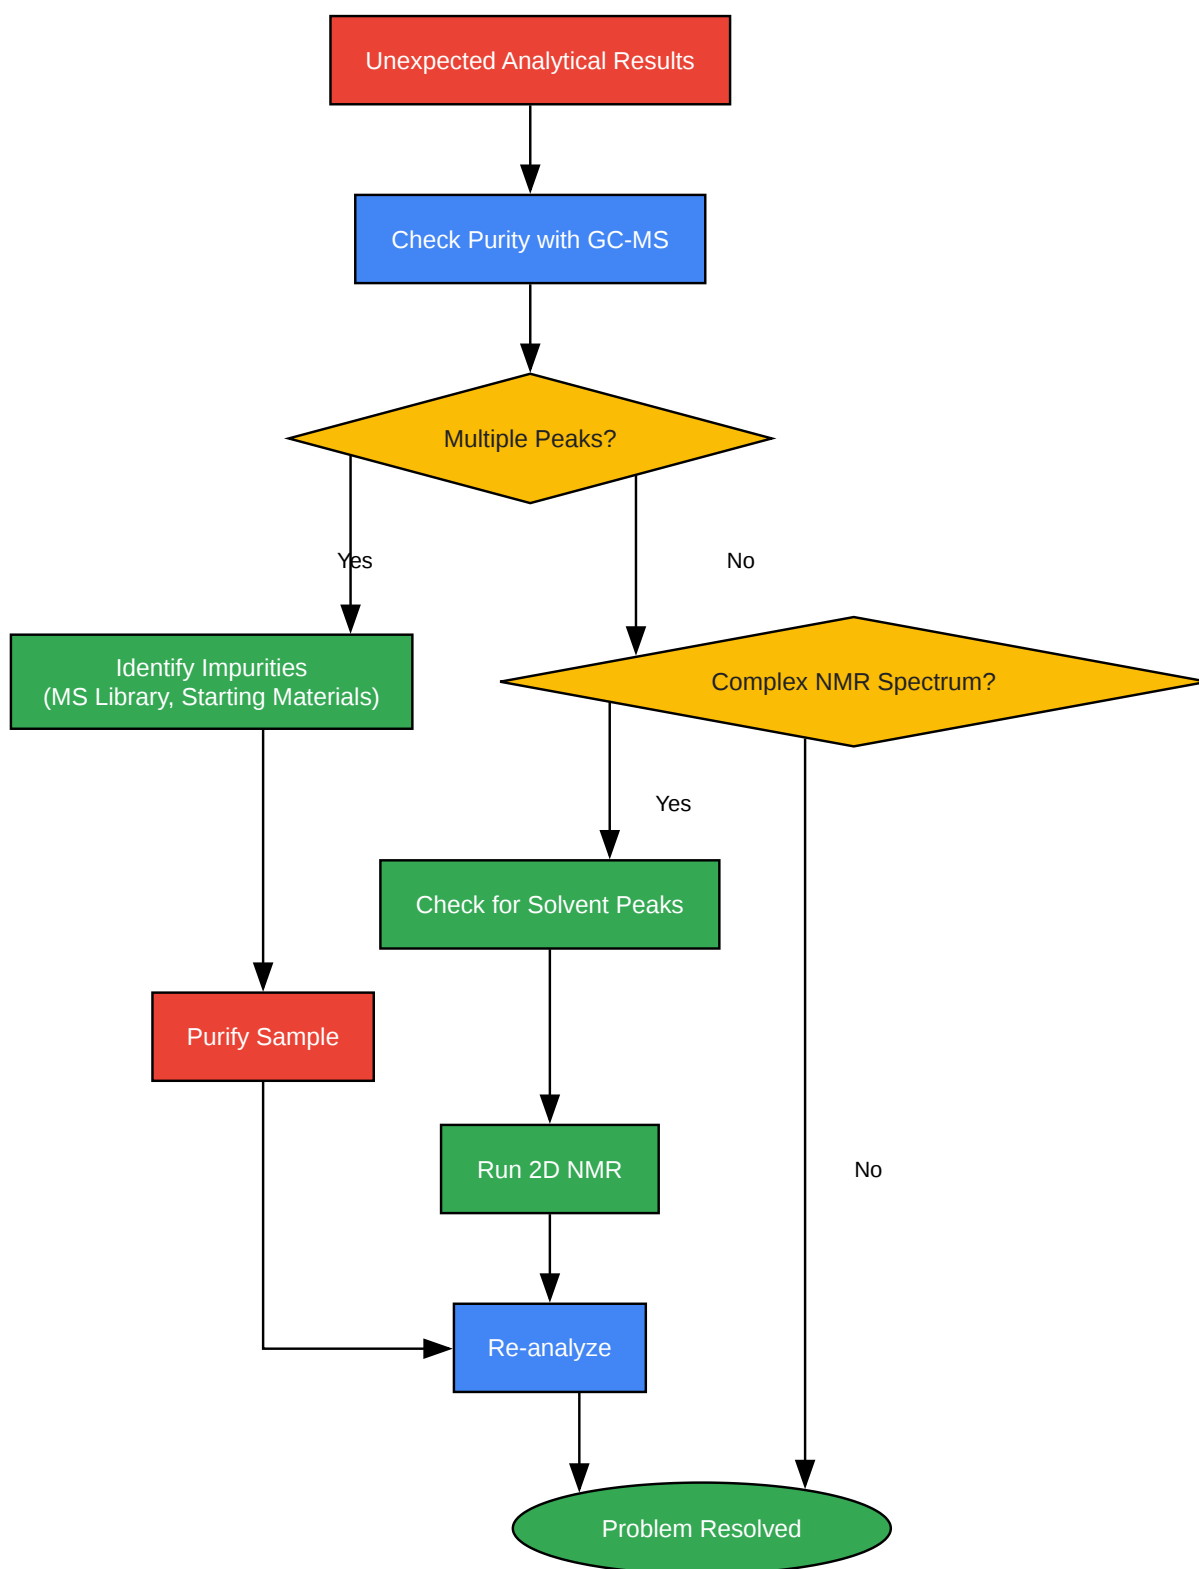 Unexpected Analytical Results
Check Purity with GC-MS
Multiple Peaks?
Yes
No
Identify Impurities
(MS Library, Starting Materials)
Complex NMR Spectrum?
Yes
Check for Solvent Peaks
Purify Sample
Run 2D NMR
No
Re-analyze
Problem Resolved